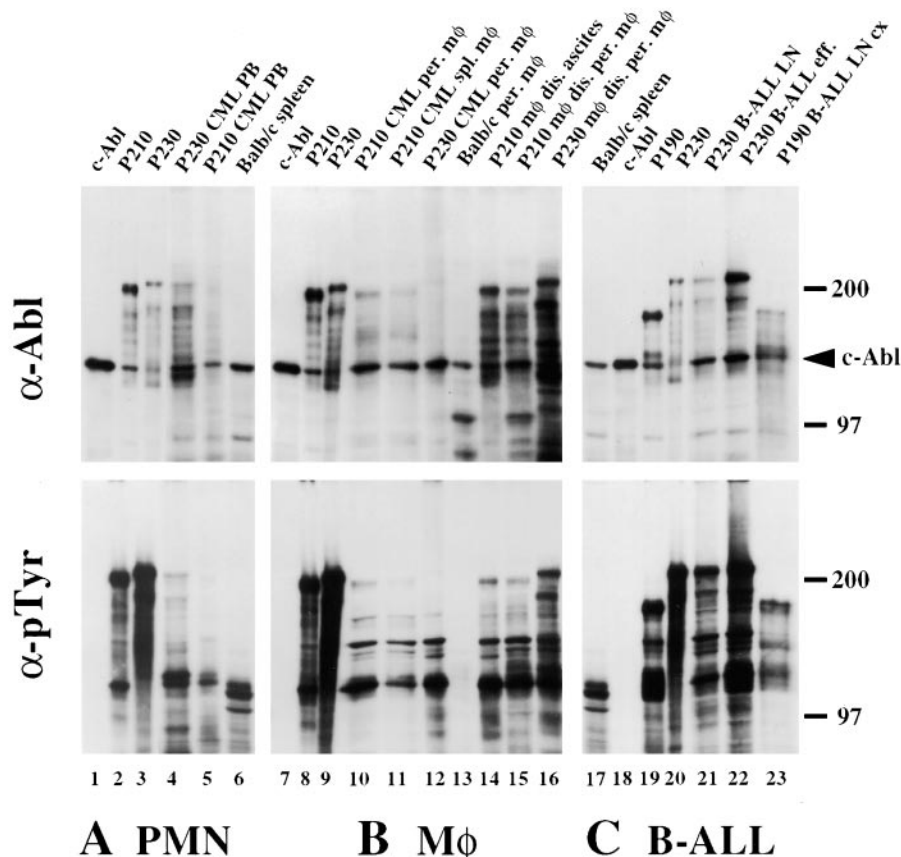 c-Abl
P210
P230
P230 CML PB
P210 CML PB
Balb/c spleen
c-Abl
P210
P230
P210 CML per. mϕ
P210 CML spl. mϕ
P230 CML per. mϕ
Balb/c per. mϕ
P210 mϕ dis. ascites
P210 mϕ dis. per. mϕ
P230 mϕ dis. per. mϕ
Balb/c spleen
c-Abl
P190
P230
P230 B-ALL LN
P230 B-ALL eff.
P190 B-ALL LN cx
α-Abl
200
c-Abl
97
α-pTyr
200
97
1 2 3 4 5 6 7 8 9 10 11 12 13 14 15 16 17 18 19 20 21 22 23
A PMN B Mϕ C B-ALL